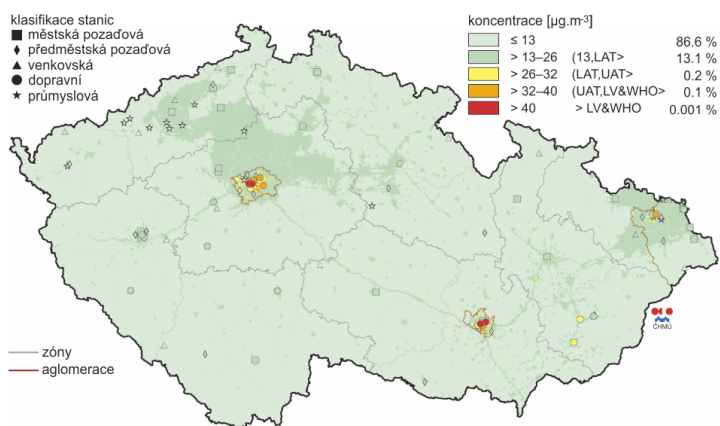 klasifikace stanic
městská pozaďová
předměstská pozaďová
venkovská
dopravní
průmyslová
koncentrace [µg.m-³]
≤ 13 86.6 %
> 13–26 (13,LAT> 13.1 %
> 26–32 (LAT,UAT> 0.2 %
> 32–40 (UAT,LV&WHO> 0.1 %
> 40 > LV&WHO 0.001 %
ČHMÚ
zóny
aglomerace